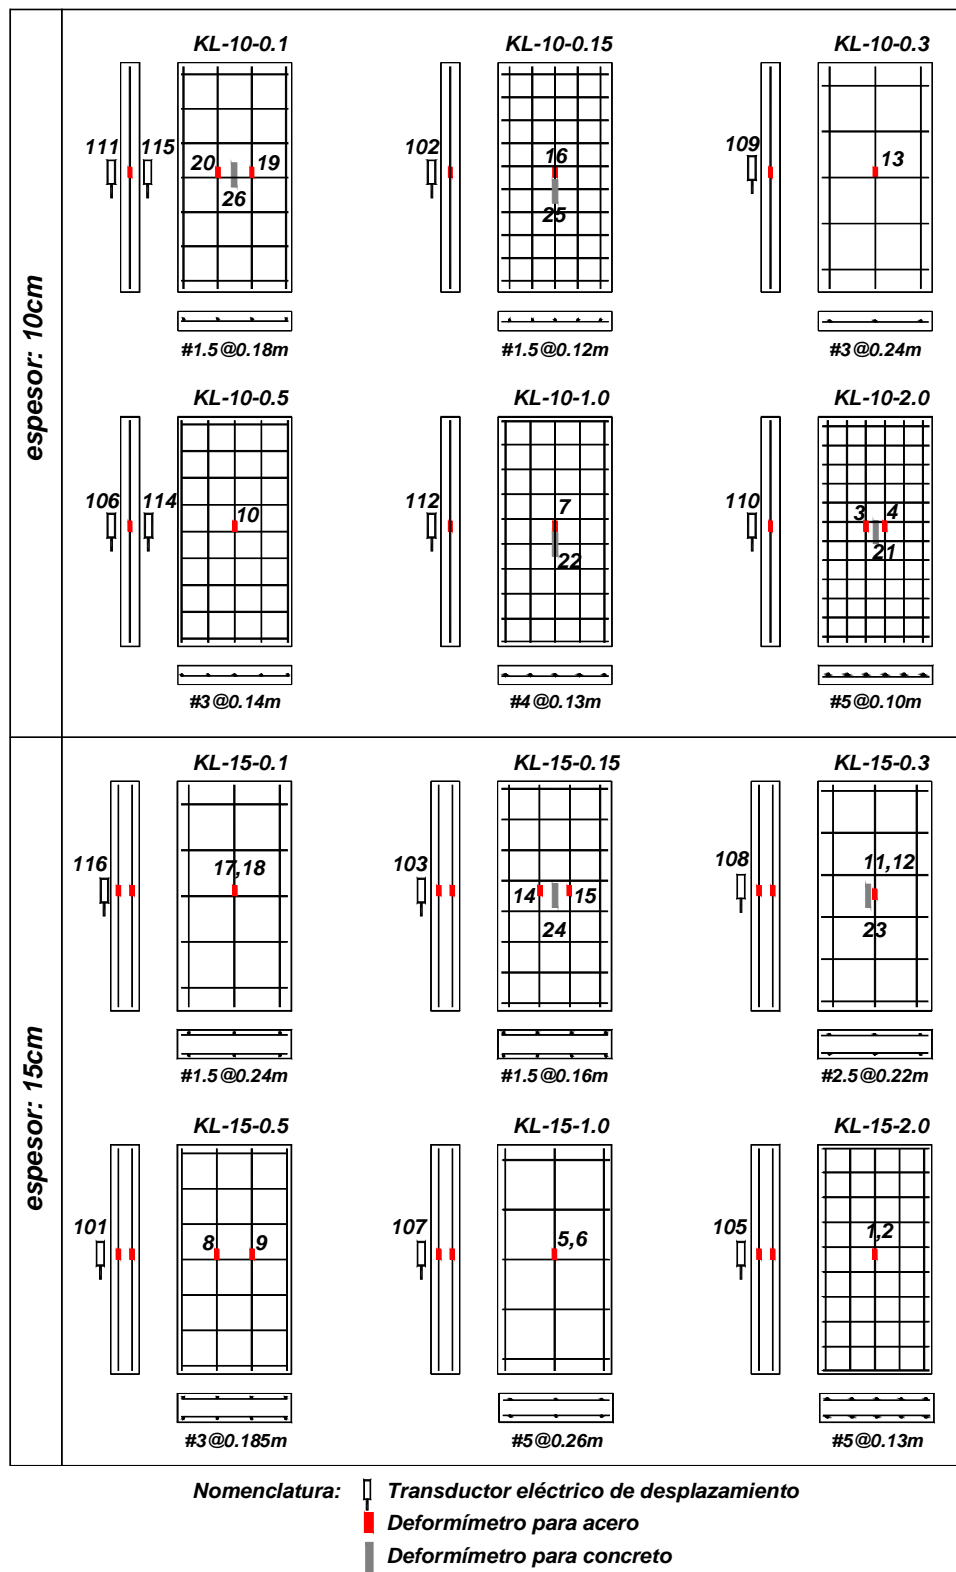 espesor: 10cm
KL-10-0.1
111
115
20
19
26
#1.5@0.18m
KL-10-0.15
102
16
25
#1.5@0.12m
KL-10-0.3
109
13
#3@0.24m
KL-10-0.5
106
114
10
#3@0.14m
KL-10-1.0
112
7
22
#4@0.13m
KL-10-2.0
110
3
4
21
#5@0.10m
espesor: 15cm
KL-15-0.1
116
17,18
#1.5@0.24m
KL-15-0.15
103
14
15
24
#1.5@0.16m
KL-15-0.3
108
11,12
23
#2.5@0.22m
KL-15-0.5
101
8
9
#3@0.185m
KL-15-1.0
107
5,6
#5@0.26m
KL-15-2.0
105
1,2
#5@0.13m
Nomenclatura:
Transductor eléctrico de desplazamiento
Deformímetro para acero
Deformímetro para concreto